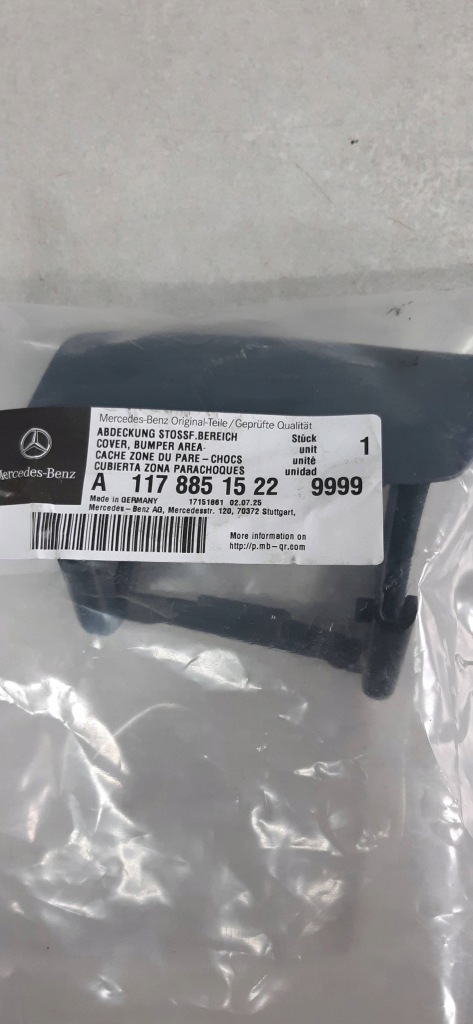 Mercedes-Benz Original-Teile/Geprüfte Qualität
ABDECKUNG STOSSF.BEREICH Stück
COVER, BUMPER AREA- unit 1
CACHE ZONE DU PARE-CHOCS unité
CUBIERTA ZONA PARACHOQUES unidad
Mercedes-Benz
A 117 885 15 22 9999
Made in GERMANY 17151861 02.07.25
Mercedes-Benz AG, Mercedesstr. 120, 70372 Stuttgart,
More information on
http://p.mb-qr.com